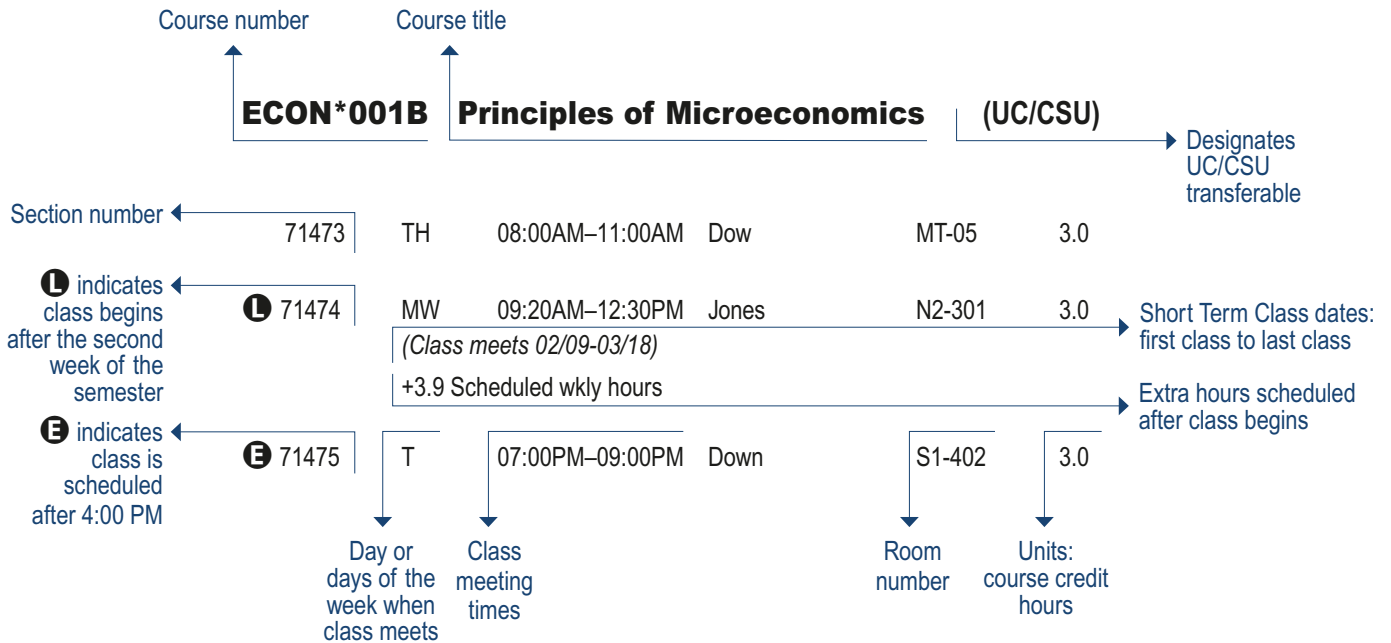 Course number
Course title
ECON*001B Principles of Microeconomics (UC/CSU)
Designates
UC/CSU
transferable
Section number
71473 TH 08:00AM–11:00AM Dow MT-05 3.0
L indicates
class begins
after the second
week of the
semester
L 71474 MW 09:20AM–12:30PM Jones N2-301 3.0
(Class meets 02/09-03/18)
Short Term Class dates:
first class to last class
+3.9 Scheduled wkly hours
Extra hours scheduled
after class begins
E indicates
class is
scheduled
after 4:00 PM
E 71475 T 07:00PM–09:00PM Down S1-402 3.0
Day or
days of the
week when
class meets
Class
meeting
times
Room
number
Units:
course credit
hours